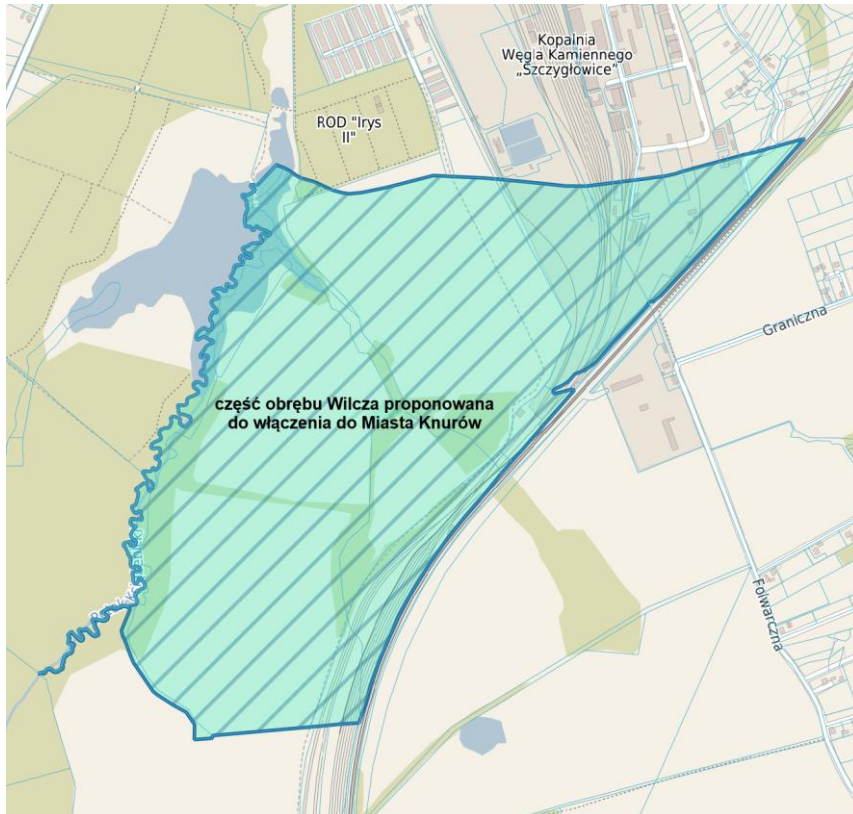 Kopalnia
Węgla Kamiennego
„Szczygłowice”
ROD "Irys
II"
Graniczna
część obrębu Wilcza proponowana
do włączenia do Miasta Knurów
Folwarczna